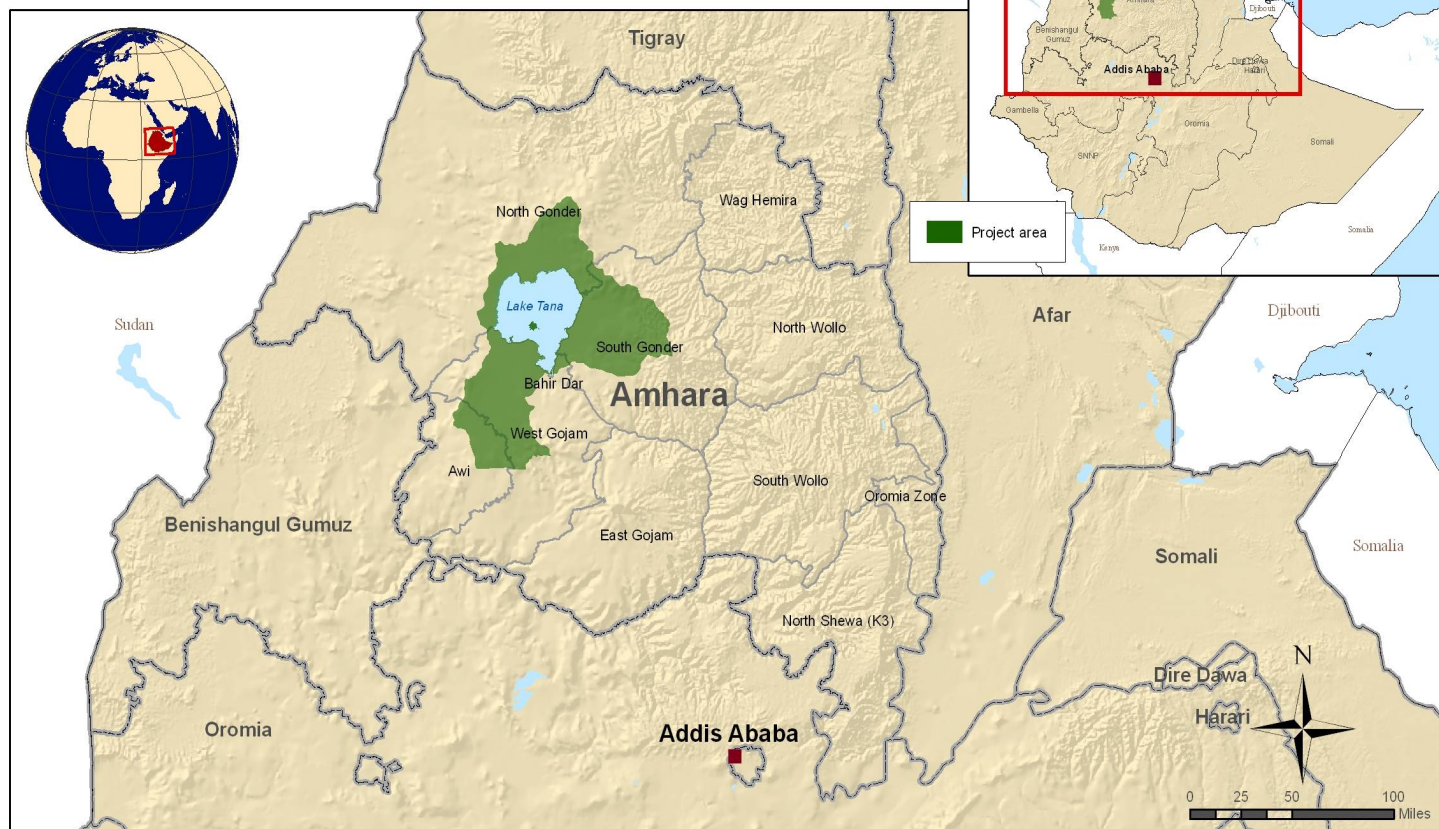 Tigray
Wag Hemira
North Gonder
Lake Tana
North Wollo
South Gonder
Bahir Dar
Amhara
West Gojam
Awi
South Wollo
Oromia Zone
East Gojam
North Shewa (K3)
Sudan
Benishangul Gumuz
Oromia
Addis Ababa
Afar
Djibouti
Somalia
Somali
Dire Dawa
Harari
N
0 25 50 100
Miles
Project area
Djibouti
Benishangul
Gumuz
Addis Ababa
Gambella
Oromia
SNNP
Somali
Somalia
Kenya